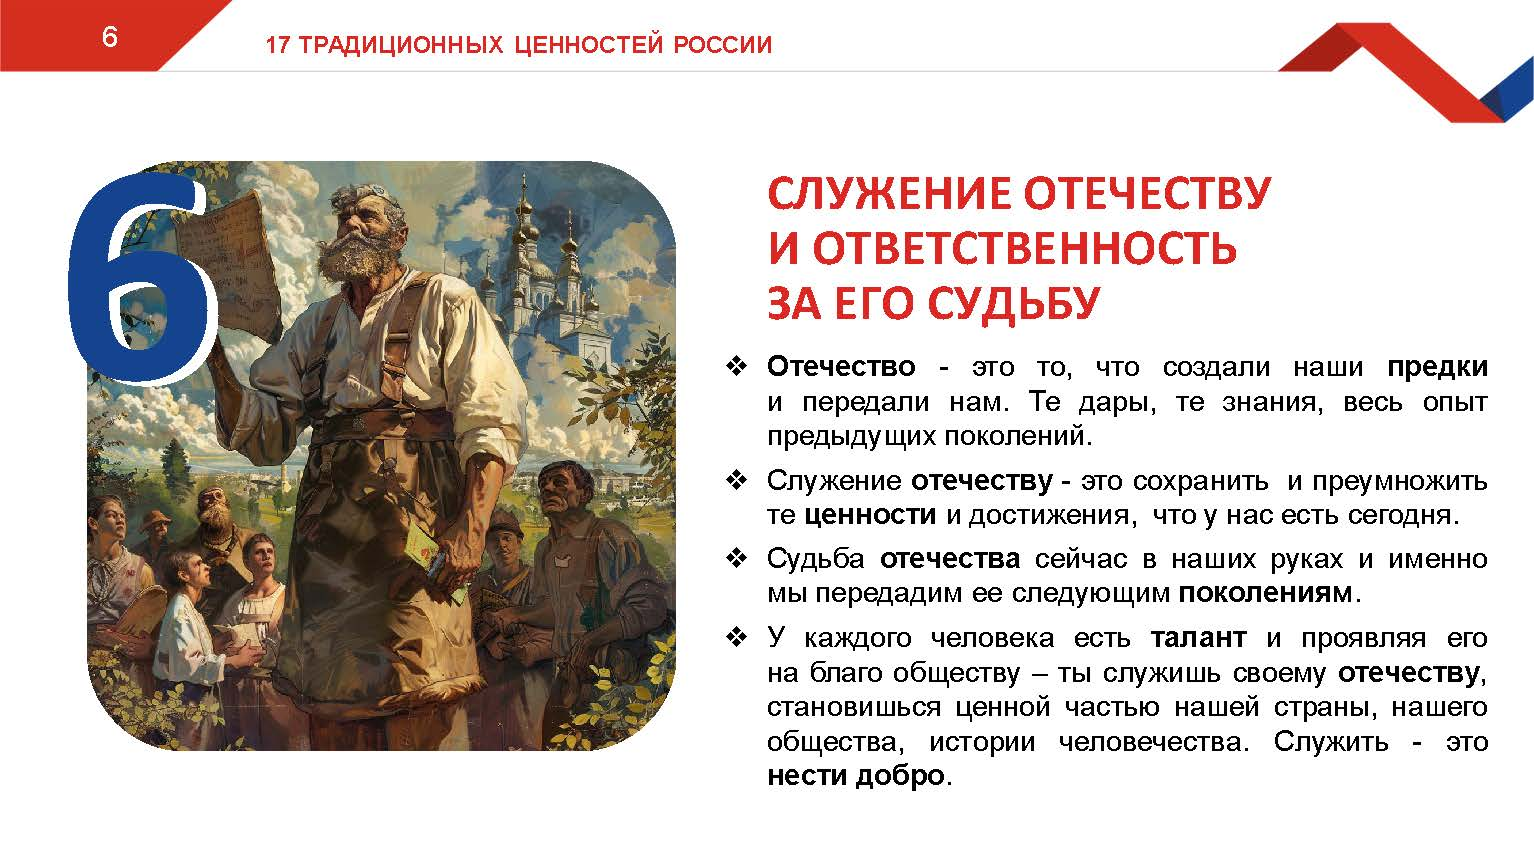 6
17 ТРАДИЦИОННЫХ ЦЕННОСТЕЙ РОССИИ
6
СЛУЖЕНИЕ ОТЕЧЕСТВУ
И ОТВЕТСТВЕННОСТЬ
ЗА ЕГО СУДЬБУ
❖ Отечество - это то, что создали наши предки
и передали нам. Те дары, те знания, весь опыт
предыдущих поколений.
❖ Служение отечеству - это сохранить и преумножить
те ценности и достижения, что у нас есть сегодня.
❖ Судьба отечества сейчас в наших руках и именно
мы передадим ее следующим поколениям.
❖ У каждого человека есть талант и проявляя его
на благо обществу – ты служишь своему отечеству,
становишься ценной частью нашей страны, нашего
общества, истории человечества. Служить - это
нести добро.